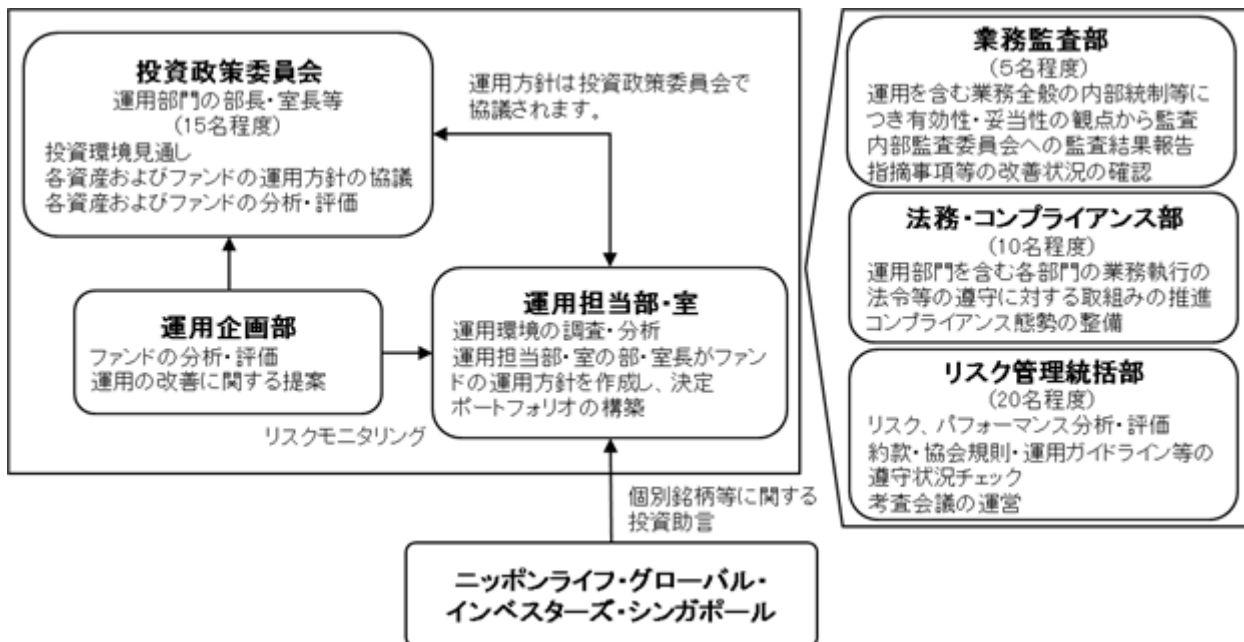 投資政策委員会
運用部門の部長・室長等
(15名程度)
投資環境見通し
各資産およびファンドの運用方針の協議
各資産およびファンドの分析・評価
運用方針は投資政策委員会で
協議されます。
運用企画部
ファンドの分析・評価
運用の改善に関する提案
リスクモニタリング
運用担当部・室
運用環境の調査・分析
運用担当部・室の部・室長がファン
ドの運用方針を作成し、決定
ポートフォリオの構築
個別銘柄等に関する
投資助言
ニッポンライフ・グローバル・
インベスターズ・シンガポール
業務監査部
(5名程度)
運用を含む業務全般の内部統制等に
つき有効性・妥当性の観点から監査
内部監査委員会への監査結果報告
指摘事項等の改善状況の確認
法務・コンプライアンス部
(10名程度)
運用部門を含む各部門の業務執行の
法令等の遵守に対する取組みの推進
コンプライアンス態勢の整備
リスク管理統括部
(20名程度)
リスク、パフォーマンス分析・評価
約款・協会規則・運用ガイドライン等の
遵守状況チェック
考査会議の運営